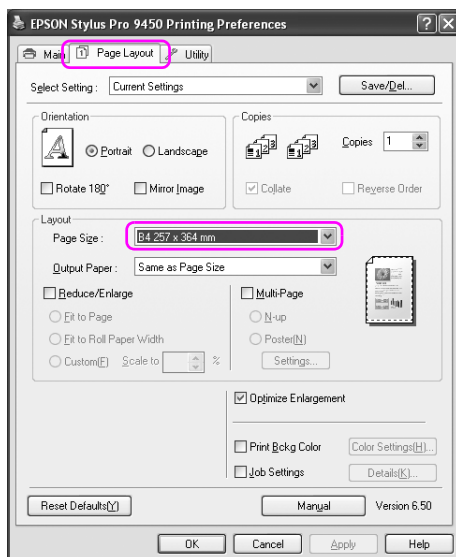 EPSON Stylus Pro 9450 Printing Preferences
Main Page Layout Utility
Select Setting : Current Settings Save/Del...
Orientation
Copies
A Portrait Landscape
Copies 1
Rotate 180° Mirror Image
Collate Reverse Order
Layout
Page Size : B4 257 x 364 mm
Output Paper : Same as Page Size
Reduce/Enlarge Multi-Page
Fit to Page N-up
Fit to Roll Paper Width Poster(N)
Custom(F) Scale to % Settings...
Optimize Enlargement
Print Bckg Color Color Settings(H)...
Job Settings Details(K)...
Reset Defaults(Y) Manual Version 6.50
OK Cancel Apply Help